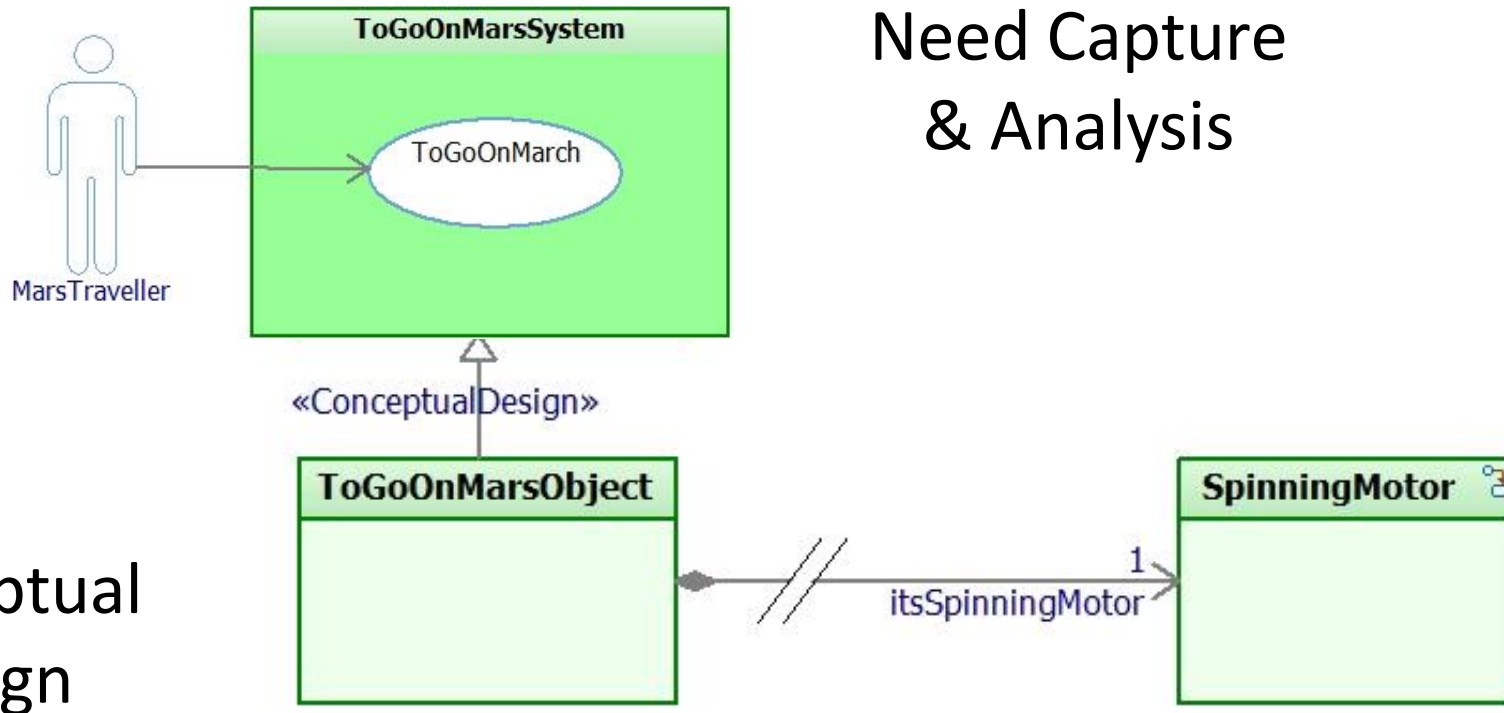 ToGoOnMarsSystem
Need Capture
& Analysis
ToGoOnMarch
MarsTraveller
«ConceptualDesign»
ToGoOnMarsObject
SpinningMotor
1
itsSpinningMotor
ptual
gn